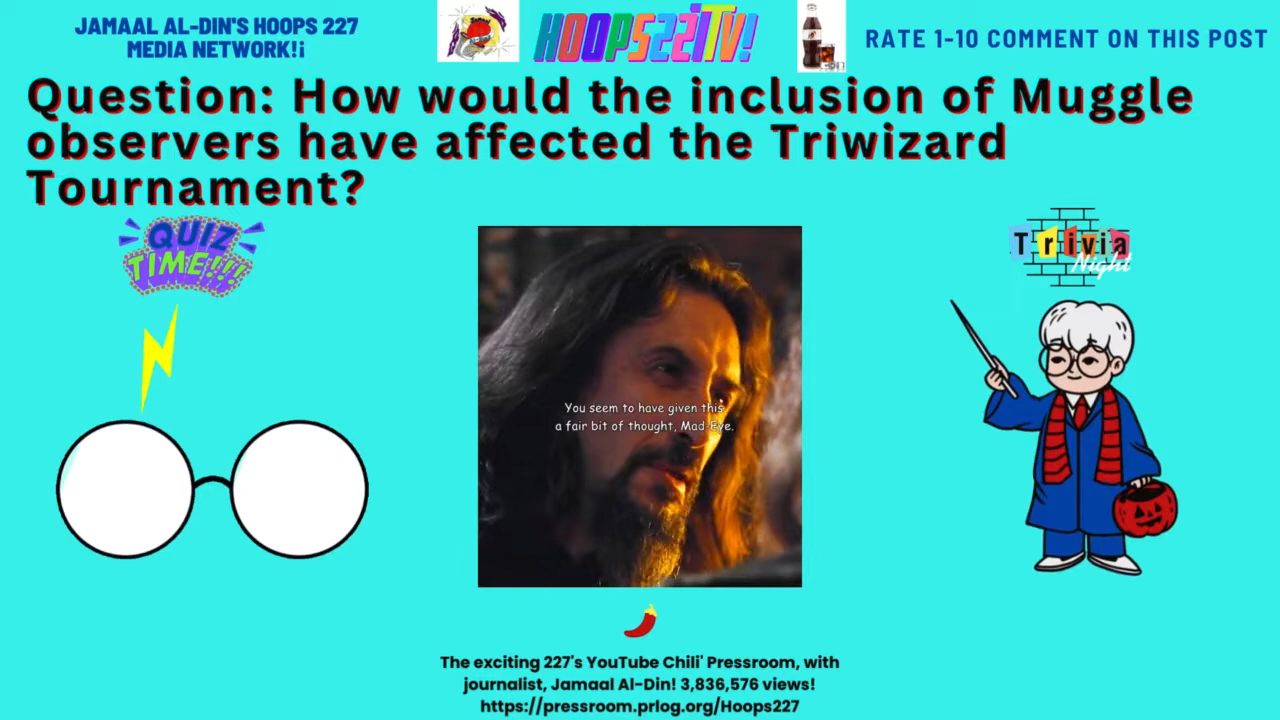 JAMAAL AL-DIN'S HOOPS 227
MEDIA NETWORK!¡
HOOPS227TV!
RATE 1-10 COMMENT ON THIS POST
Question: How would the inclusion of Muggle
observers have affected the Triwizard
Tournament?
QUIZ
TIME!!!
Trivia
Night
You seem to have given this
a fair bit of thought, Mad-Eye.
The exciting 227's YouTube Chili' Pressroom, with
journalist, Jamaal Al-Din! 3,836,576 views!
https://pressroom.prlog.org/Hoops227